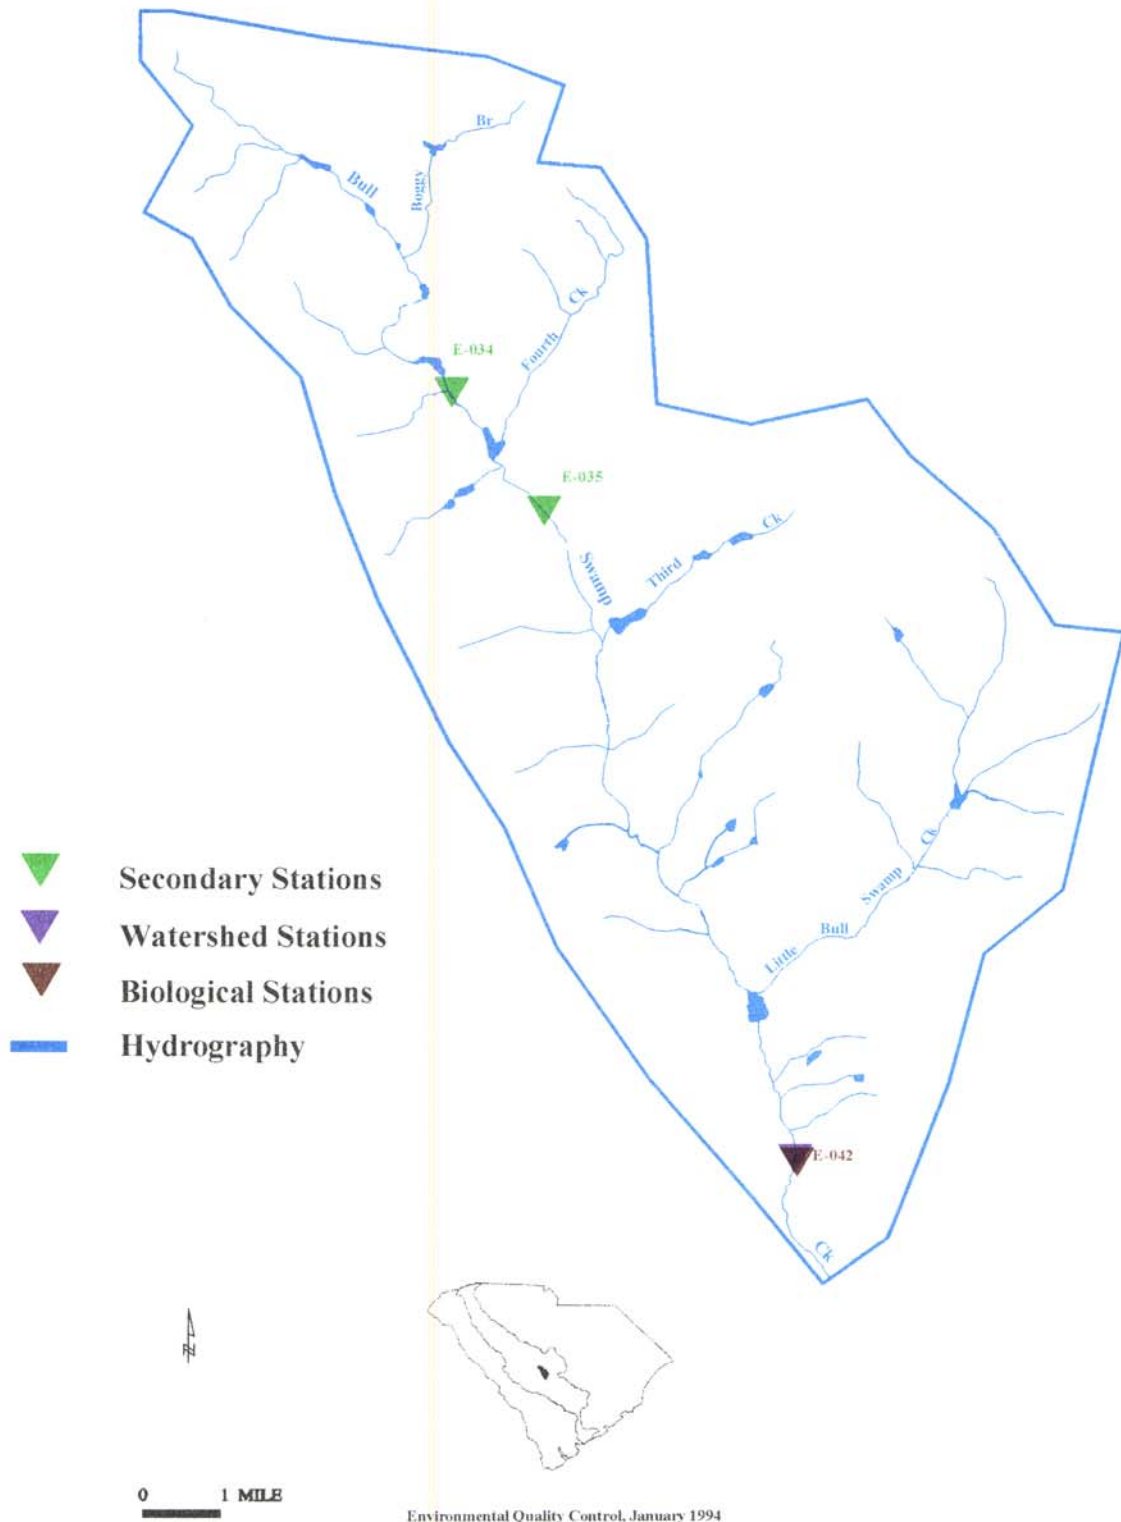 Br
Boggy
Bull
Ck
Fourth
E-034
E-035
Swamp
Third
Ck
Ck
Swamp
Bull
Little
E-042
Ck
Secondary Stations
Watershed Stations
Biological Stations
Hydrography
N
0 1 MILE
Environmental Quality Control, January 1994